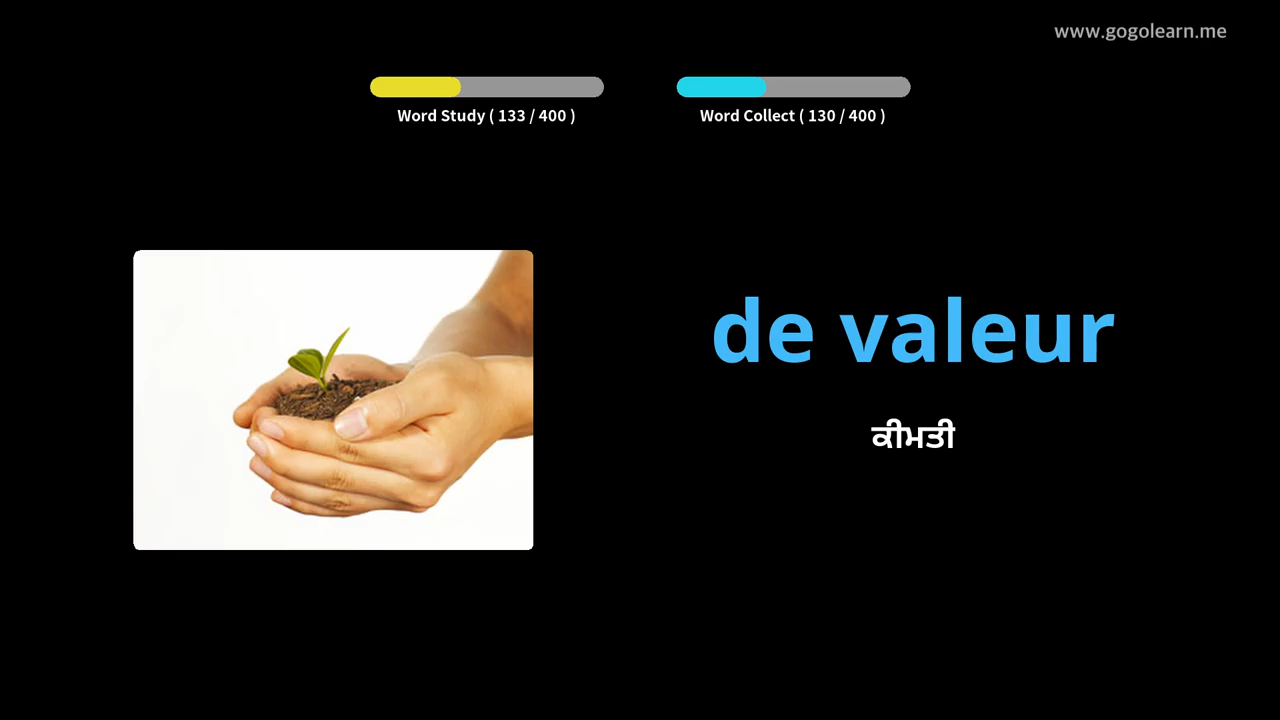 www.gogolearn.me
Word Study ( 133 / 400 )
Word Collect ( 130 / 400 )
de valeur
ਕੀਮਤੀ